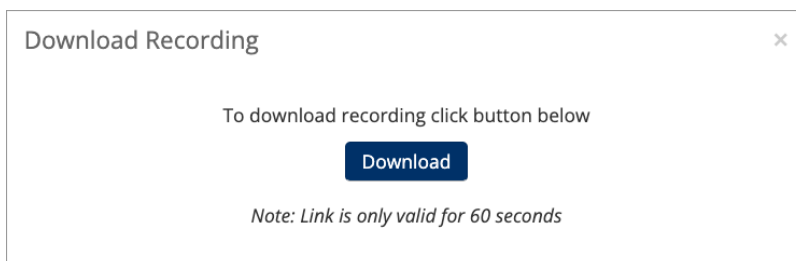 Download Recording ×
To download recording click button below
Download
Note: Link is only valid for 60 seconds